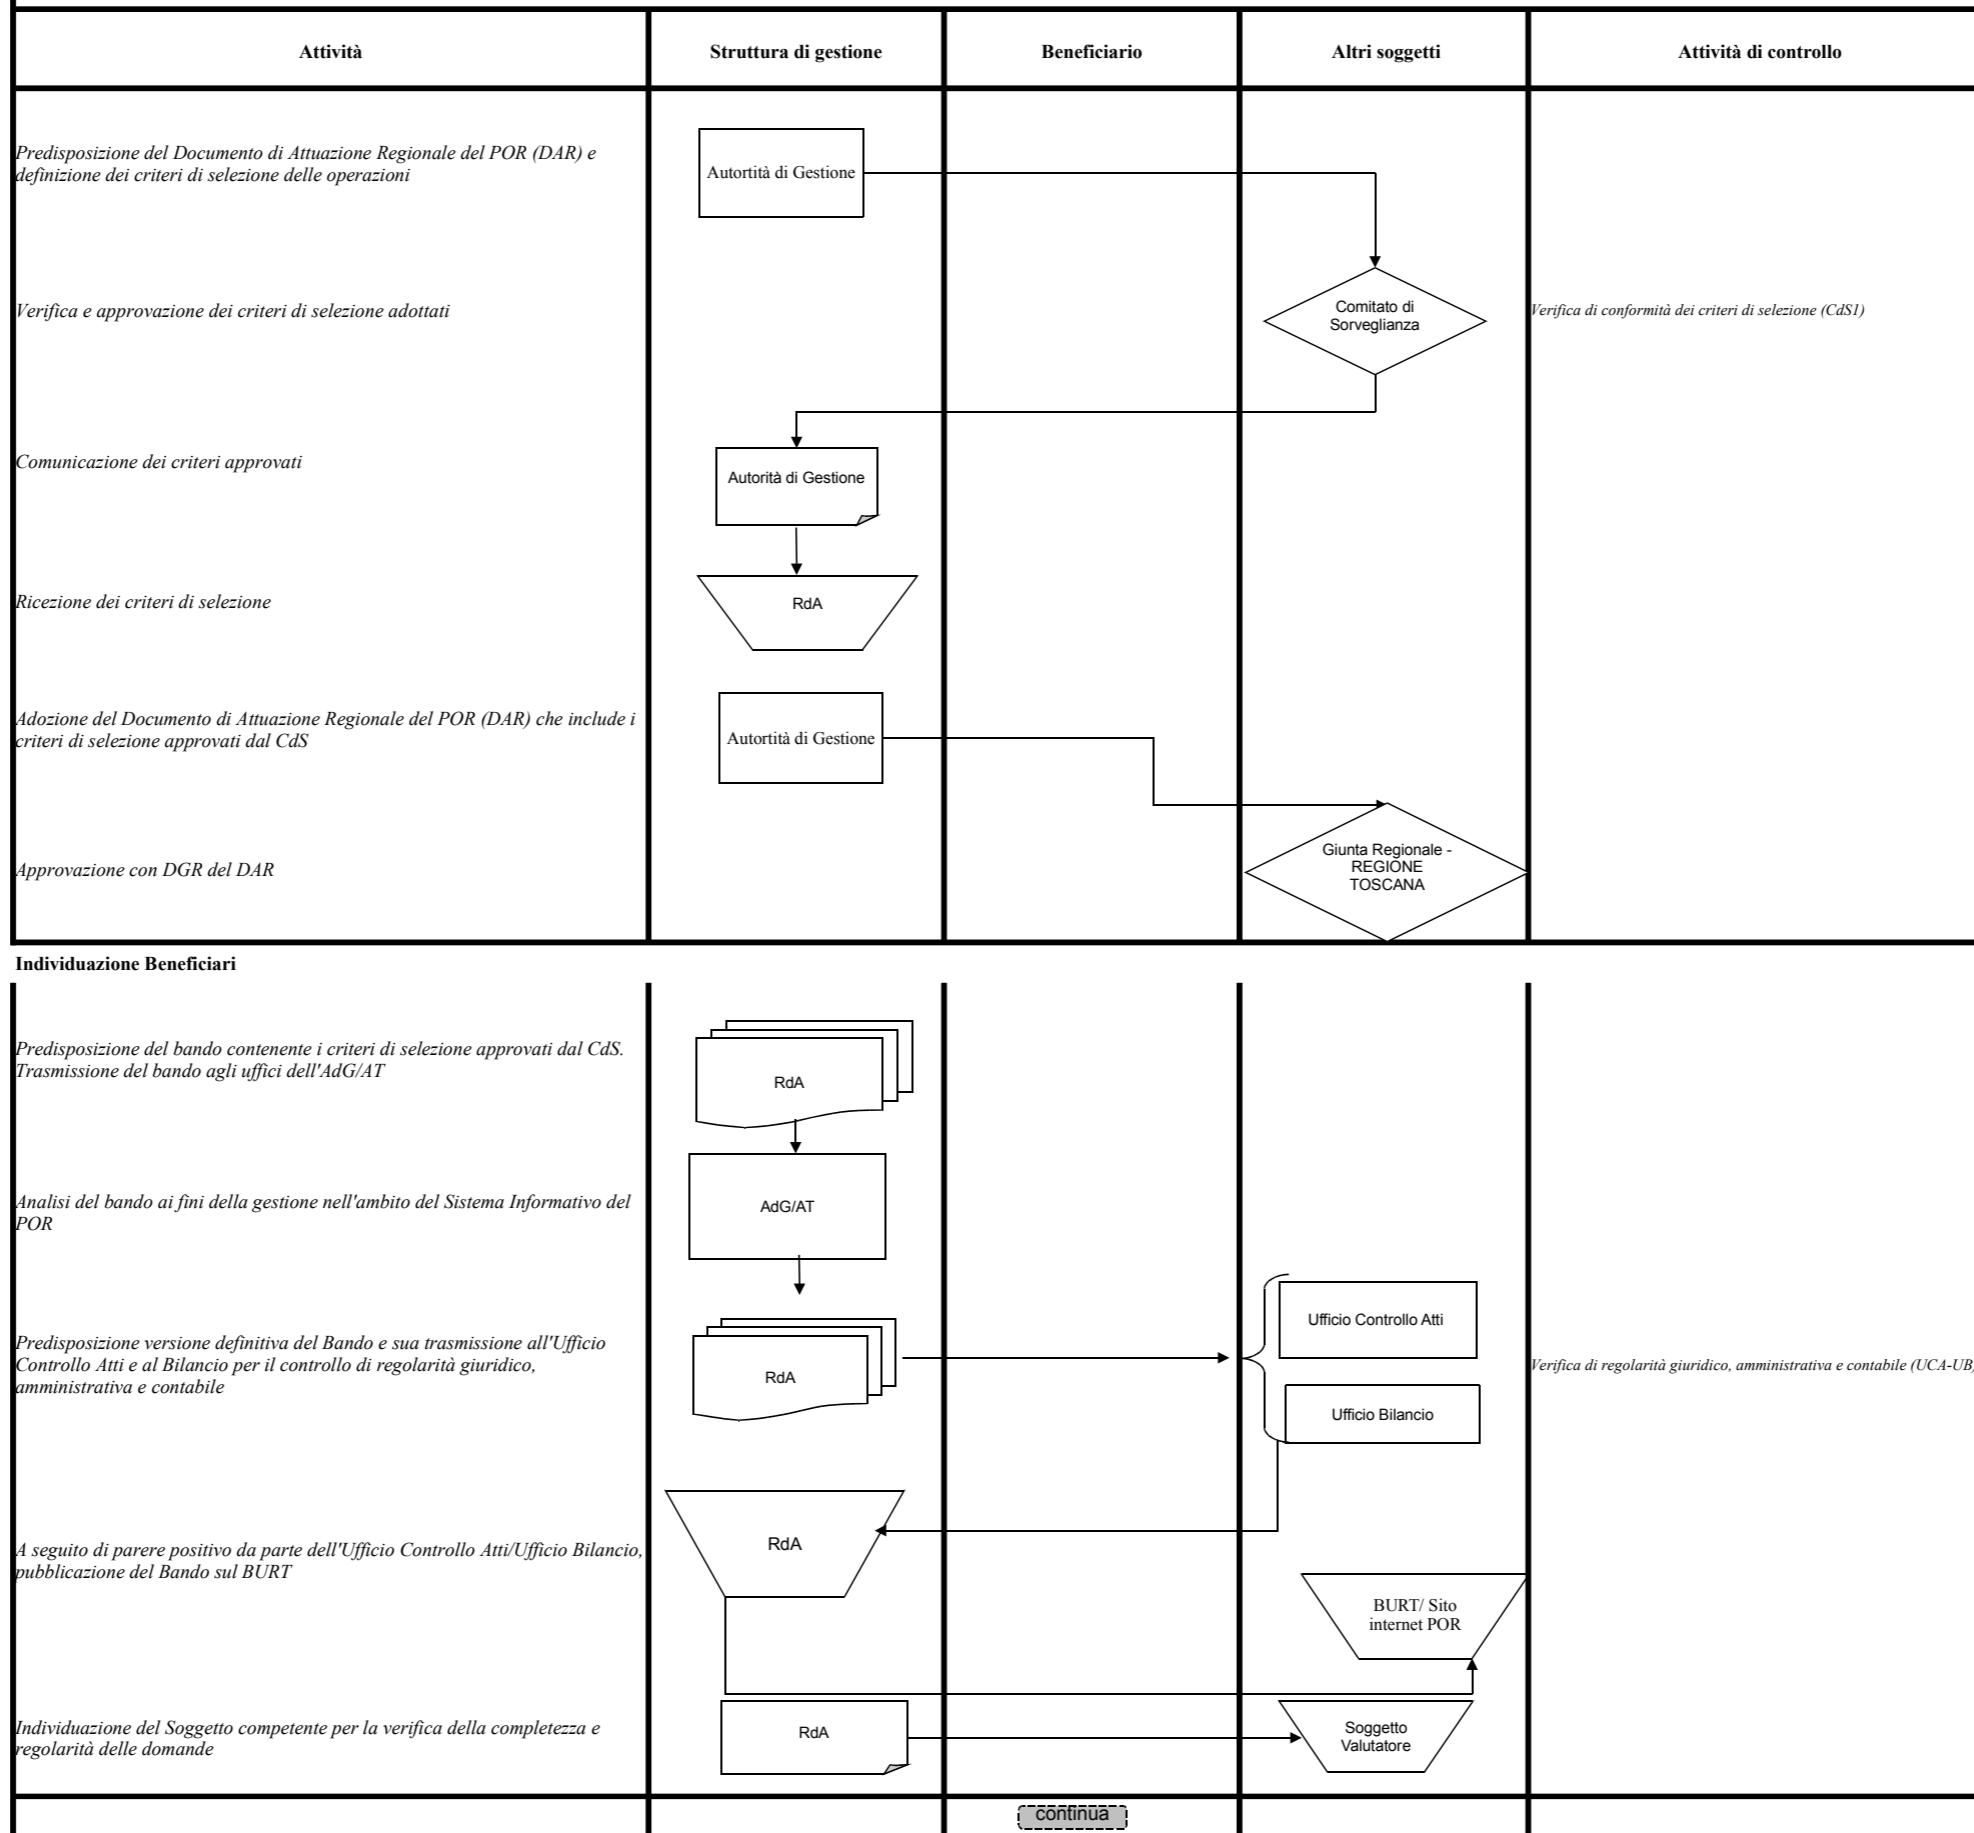 Attività
Struttura di gestione
Beneficiario
Altri soggetti
Attività di controllo
Predisposizione del Documento di Attuazione Regionale del POR (DAR) e
definizione dei criteri di selezione delle operazioni
Autortità di Gestione
Verifica e approvazione dei criteri di selezione adottati
Comitato di
Sorveglianza
Verifica di conformità dei criteri di selezione (CdS1)
Comunicazione dei criteri approvati
Autorità di Gestione
Ricezione dei criteri di selezione
RdA
Adozione del Documento di Attuazione Regionale del POR (DAR) che include i
criteri di selezione approvati dal CdS
Autortità di Gestione
Approvazione con DGR del DAR
Giunta Regionale -
REGIONE
TOSCANA
Individuazione Beneficiari
Predisposizione del bando contenente i criteri di selezione approvati dal CdS.
Trasmissione del bando agli uffici dell'AdG/AT
RdA
Analisi del bando ai fini della gestione nell'ambito del Sistema Informativo del
POR
AdG/AT
Predisposizione versione definitiva del Bando e sua trasmissione all'Ufficio
Controllo Atti e al Bilancio per il controllo di regolarità giuridico,
amministrativa e contabile
RdA
Ufficio Controllo Atti
Ufficio Bilancio
Verifica di regolarità giuridico, amministrativa e contabile (UCA-UB)
A seguito di parere positivo da parte dell'Ufficio Controllo Atti/Ufficio Bilancio,
pubblicazione del Bando sul BURT
RdA
BURT/ Sito
internet POR
Individuazione del Soggetto competente per la verifica della completezza e
regolarità delle domande
RdA
Soggetto
Valutatore
continua